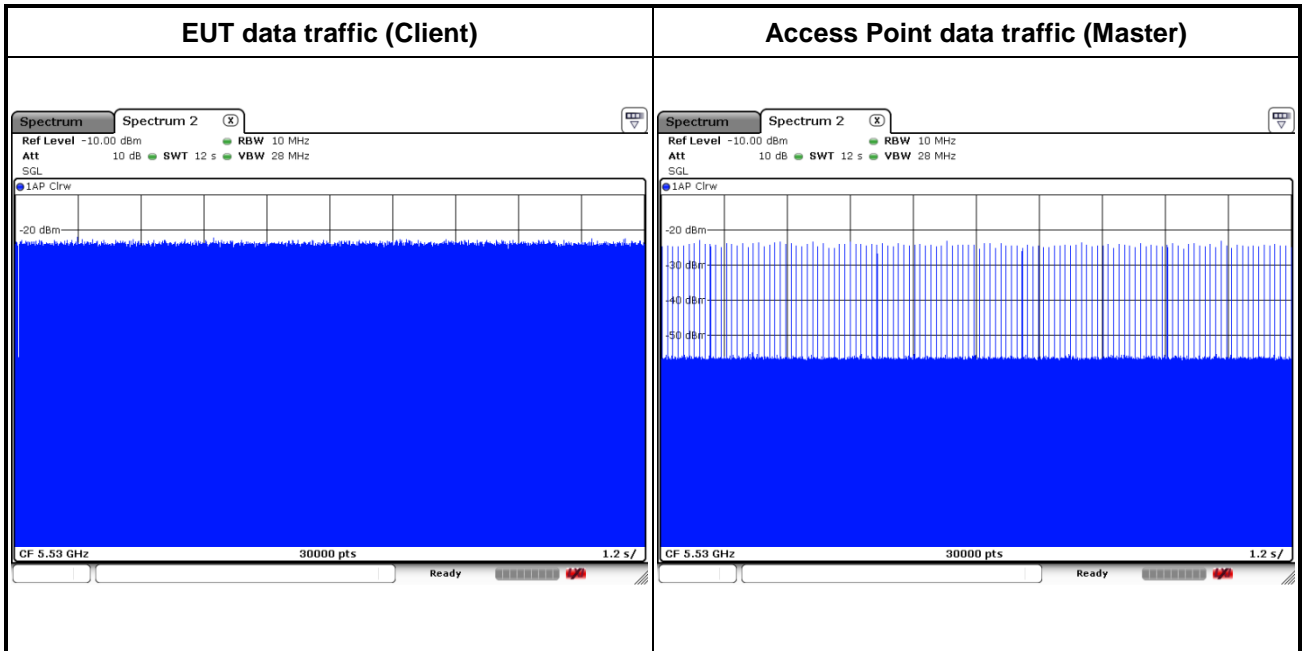 EUT data traffic (Client)
Spectrum Spectrum 2 X
Ref Level -10.00 dBm RBW 10 MHz
Att 10 dB SWT 12 s VBW 28 MHz
SGL
1AP Clrw
-20 dBm
CF 5.53 GHz 30000 pts 1.2 s/
Ready
Access Point data traffic (Master)
Spectrum Spectrum 2 X
Ref Level -10.00 dBm RBW 10 MHz
Att 10 dB SWT 12 s VBW 28 MHz
SGL
1AP Clrw
-20 dBm
-30 dBm
-40 dBm
-50 dBm
CF 5.53 GHz 30000 pts 1.2 s/
Ready